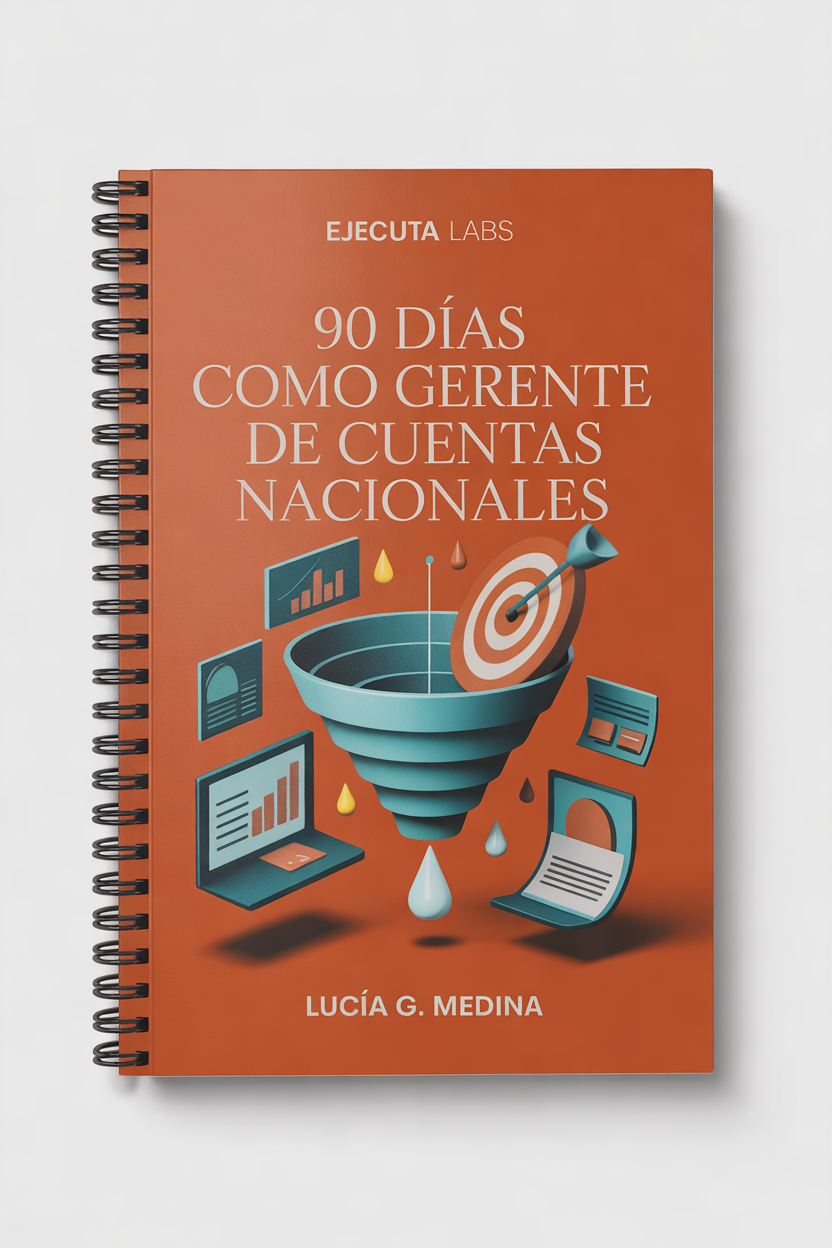 EJECUTA LABS
90 DÍAS
COMO GERENTE
DE CUENTAS
NACIONALES
LUCÍA G. MEDINA